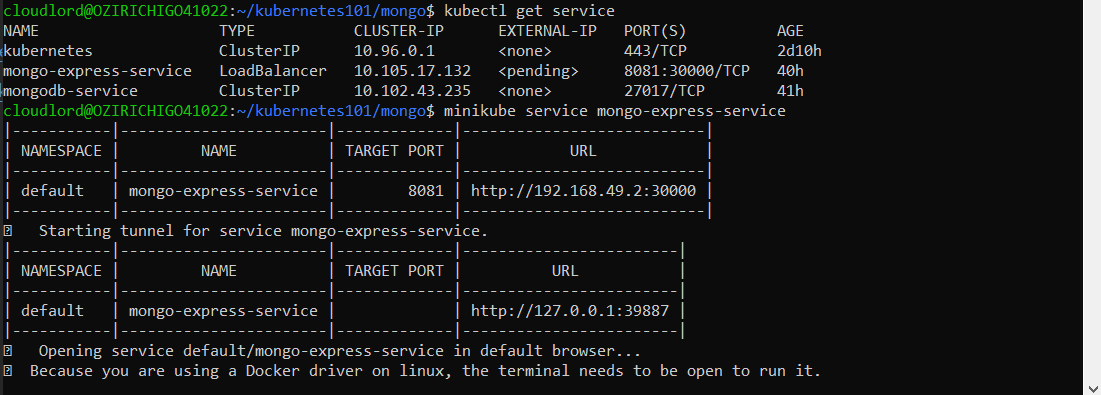 cloudlord@OZIRICHIGO41022:~/kubernetes101/mongo$ kubectl get service
NAME                    TYPE           CLUSTER-IP      EXTERNAL-IP   PORT(S)          AGE
kubernetes              ClusterIP      10.96.0.1       <none>        443/TCP          2d10h
mongo-express-service   LoadBalancer   10.105.17.132   <pending>     8081:30000/TCP   40h
mongodb-service         ClusterIP      10.102.43.235   <none>        27017/TCP        41h
cloudlord@OZIRICHIGO41022:~/kubernetes101/mongo$ minikube service mongo-express-service
|-----------|-----------------------|-------------|---------------------------|
| NAMESPACE |         NAME          | TARGET PORT |            URL            |
|-----------|-----------------------|-------------|---------------------------|
| default   | mongo-express-service |        8081 | http://192.168.49.2:30000 |
|-----------|-----------------------|-------------|---------------------------|
Starting tunnel for service mongo-express-service.
|-----------|-----------------------|-------------|------------------------|
| NAMESPACE |         NAME          | TARGET PORT |          URL           |
|-----------|-----------------------|-------------|------------------------|
| default   | mongo-express-service |             | http://127.0.0.1:39887 |
|-----------|-----------------------|-------------|------------------------|
Opening service default/mongo-express-service in default browser...
Because you are using a Docker driver on linux, the terminal needs to be open to run it.